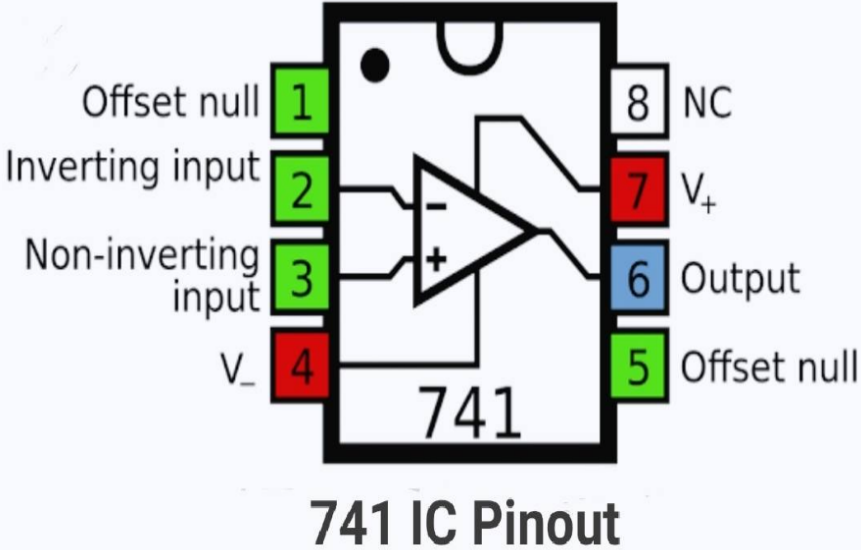 Offset null 1
Inverting input 2
Non-inverting
input 3
V_ 4
8 NC
7 V+
6 Output
5 Offset null
−
+
741
741 IC Pinout